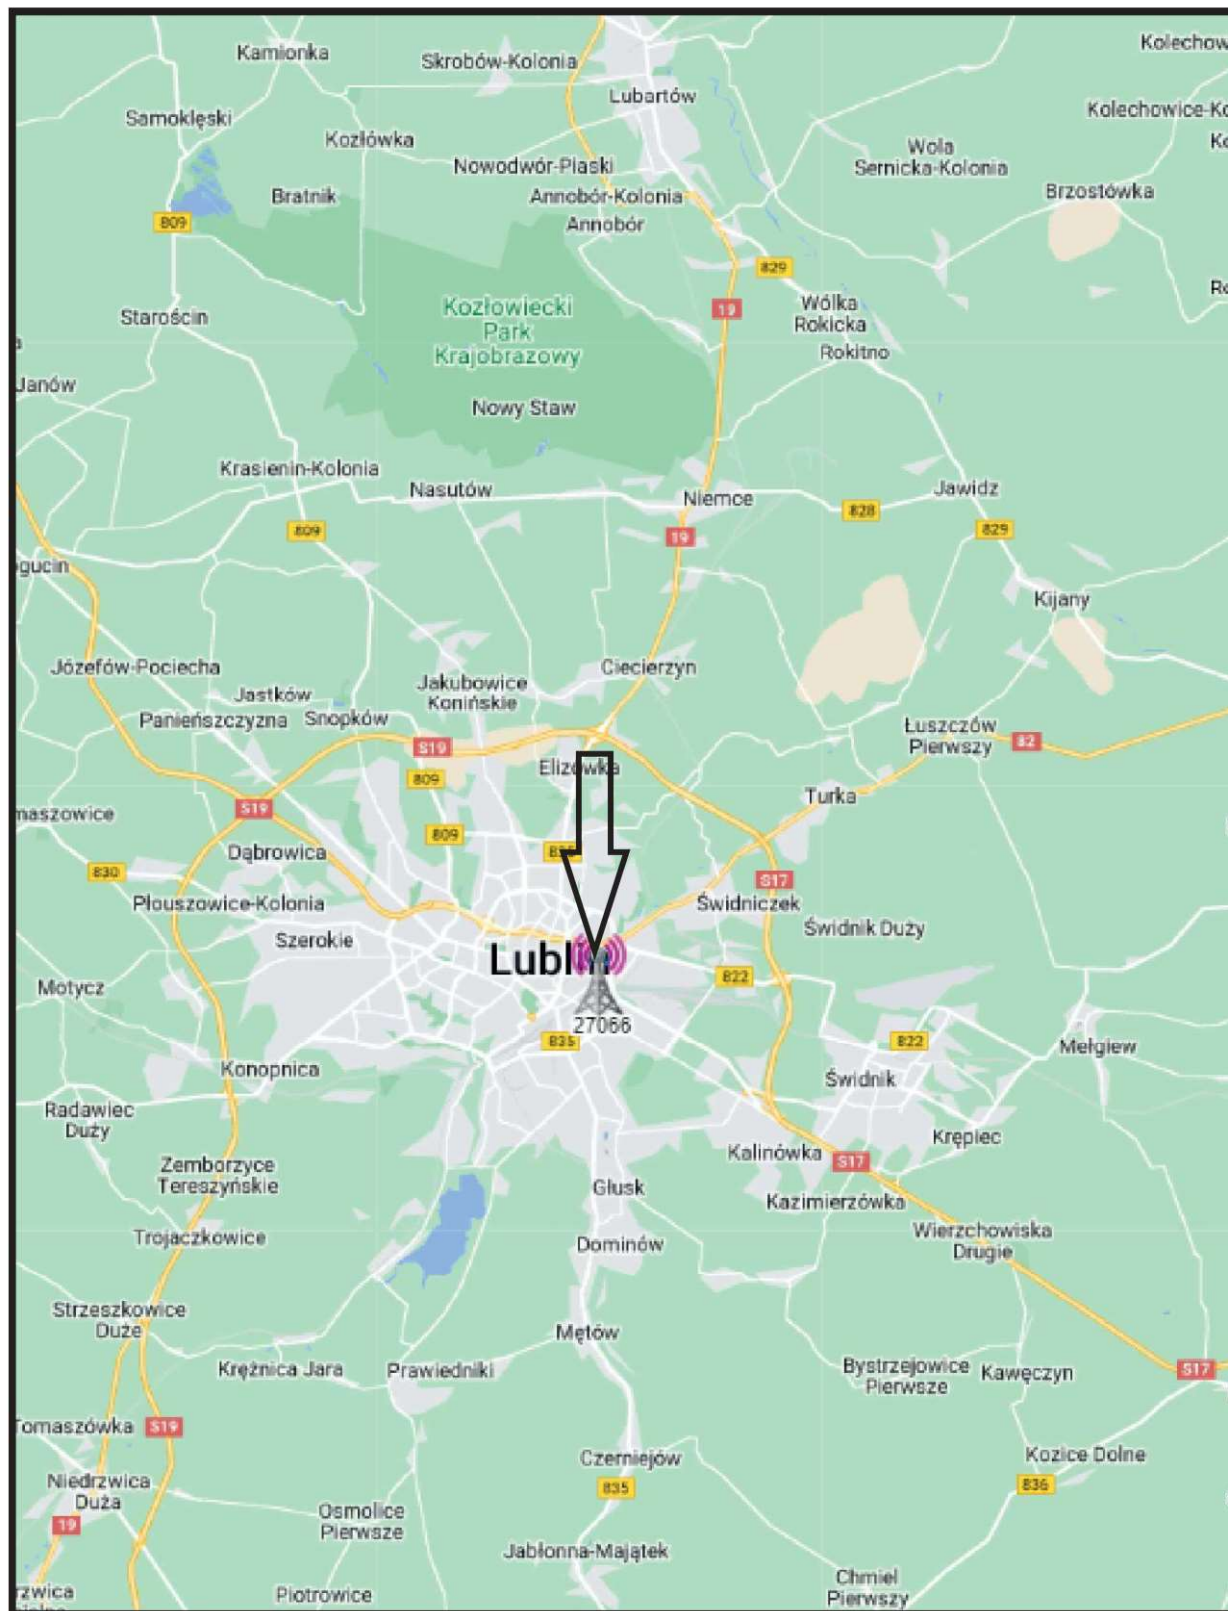 Kamionka
Skrobów-Kolonia
Lubartów
Samoklęski
Kozłówka
Wola
Sernicka-Kolonia
Nowodwór-Piaski
Bratnik
Annobór-Kolonia
Brzostówka
809
Annobór
829
Kozłowiecki
Park
Krajobrazowy
19
Wólka
Rokicka
Starościn
Rokitno
Janów
Nowy Staw
Krasienin-Kolonia
Nasutów
Niemce
Jawidz
828
809
19
829
Kijany
Józefów-Pociecha
Ciecierzyn
Jakubowice
Konińskie
Jastków
Panieńszczyzna
Snopków
Łuszczów
Pierwszy
82
S19
Elizówka
809
Turka
S19
809
Dąbrowica
830
S17
Płouszowice-Kolonia
Świdniczek
Świdnik Duży
Szerokie
Lublin
822
Motycz
27066
835
822
Mełgiew
Konopnica
Świdnik
Radawiec
Duży
Krępiec
Kalinówka
S17
Zemborzyce
Tereszyńskie
Głusk
Kazimierzówka
Trojaczkowice
Dominów
Wierzchowiska
Drugie
Strzeszkowice
Duże
Mętów
Krężnica Jara
Prawiedniki
Bystrzejowice
Pierwsze
Kawęczyn
S17
Tomaszówka
S19
Czerniejów
Kozice Dolne
Niedrzwica
Duża
835
836
19
Osmolice
Pierwsze
Jabłonna-Majątek
Chmiel
Pierwszy
Piotrowice